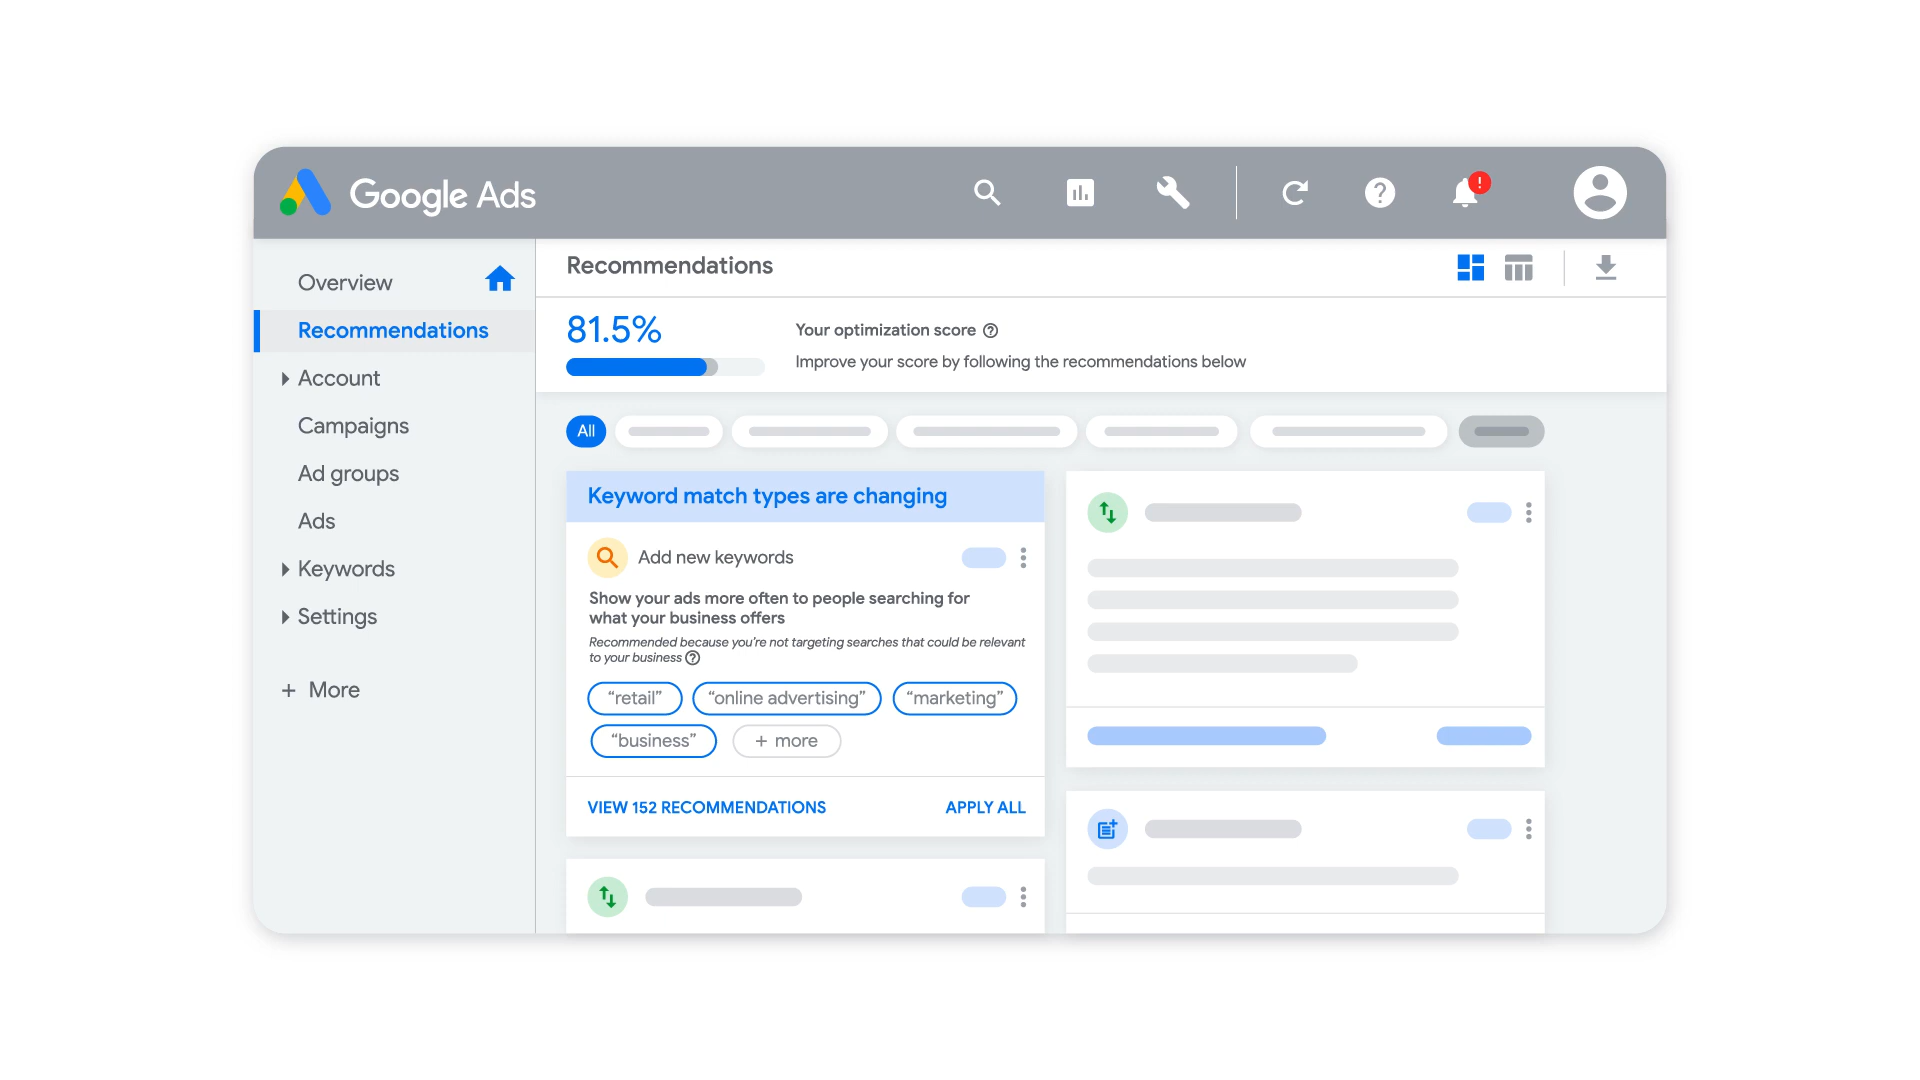 Google Ads
!
Overview
Recommendations
Account
Campaigns
Ad groups
Ads
Keywords
Settings
+ More
Recommendations
81.5%
Your optimization score ?
Improve your score by following the recommendations below
All
Keyword match types are changing
Add new keywords
Show your ads more often to people searching for
what your business offers
Recommended because you’re not targeting searches that could be relevant
to your business ?
“retail” “online advertising” “marketing”
“business” + more
VIEW 152 RECOMMENDATIONS APPLY ALL